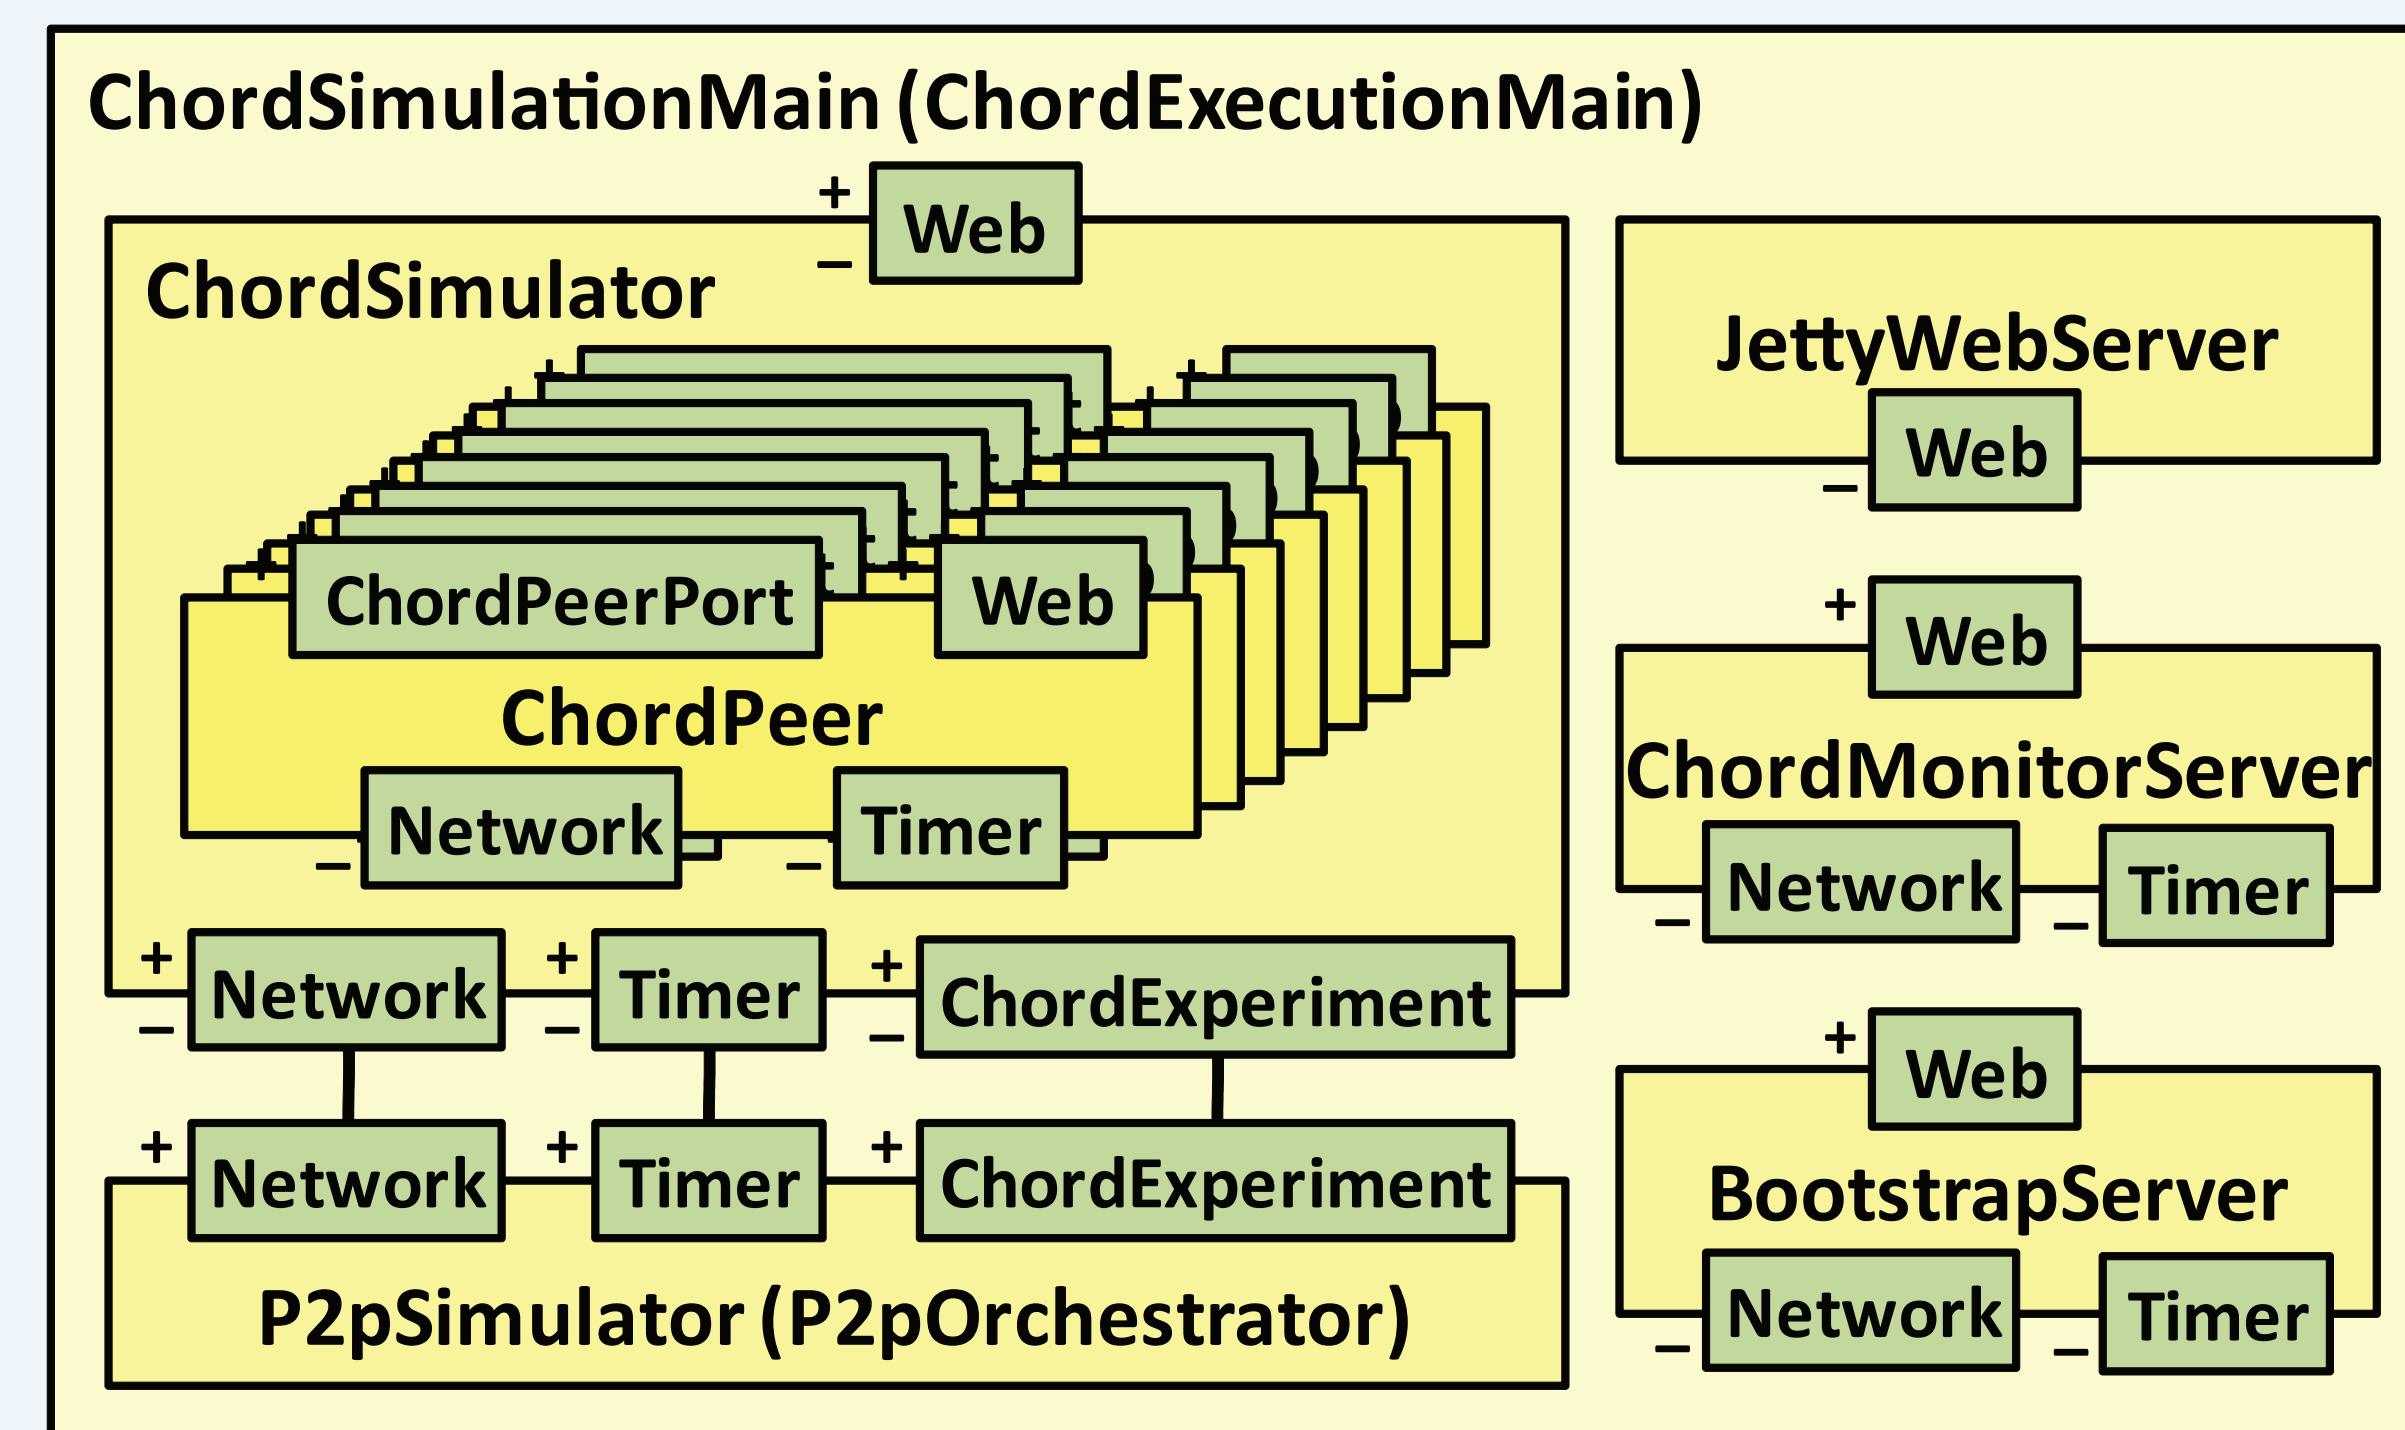 ChordSimulationMain (ChordExecutionMain)
+
Web
−
ChordSimulator
+
+
+
+
ChordPeerPort
Web
ChordPeer
Network
Timer
−
−
+
+
+
Network
Timer
ChordExperiment
−
−
−
+
+
+
Network
Timer
ChordExperiment
P2pSimulator (P2pOrchestrator)
JettyWebServer
Web
−
+
Web
ChordMonitorServer
Network
Timer
−
−
+
Web
BootstrapServer
Network
Timer
−
−